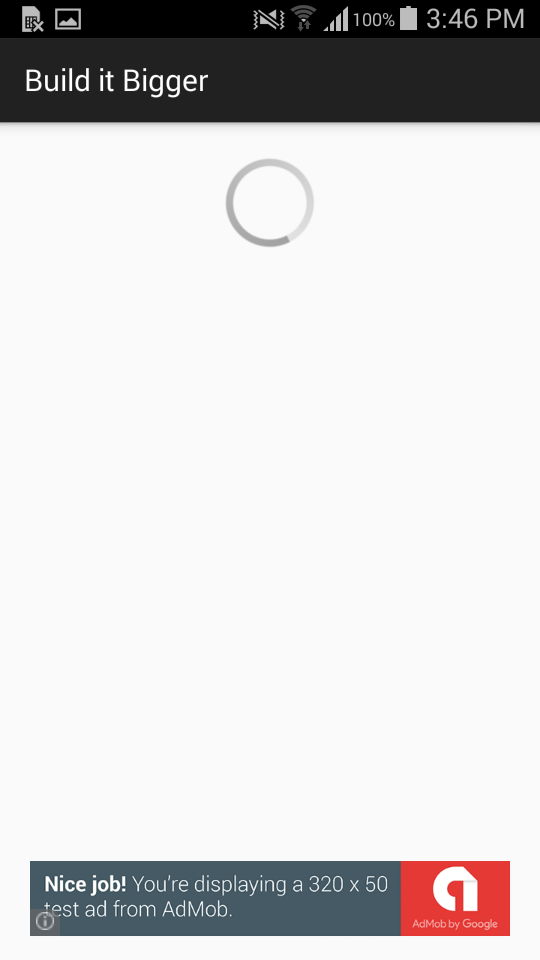 100% 3:46 PM
Build it Bigger
Nice job! You're displaying a 320 x 50
test ad from AdMob.
AdMob by Google